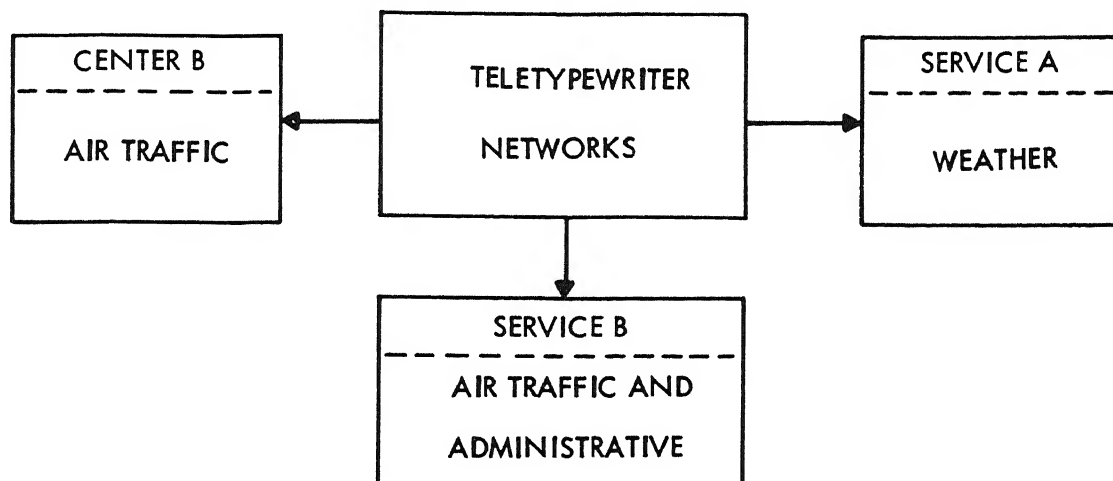 CENTER B
AIR TRAFFIC
TELETYPEWRITER
NETWORKS
SERVICE A
WEATHER
SERVICE B
AIR TRAFFIC AND
ADMINISTRATIVE